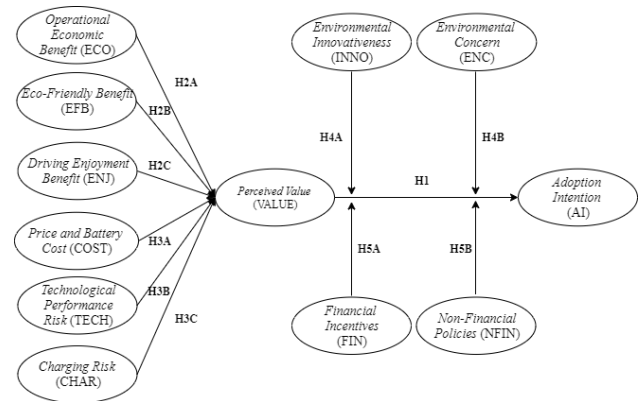 Operational
Economic
Benefit (ECO)
Eco-Friendly Benefit
(EFB)
Driving Enjoyment
Benefit (ENJ)
Price and Battery
Cost (COST)
Technological
Performance
Risk (TECH)
Charging Risk
(CHAR)
H2A
H2B
H2C
H3A
H3B
H3C
Perceived Value
(VALUE)
Environmental
Innovativeness
(INNO)
Environmental
Concern
(ENC)
H4A
H4B
H1
H5A
H5B
Financial
Incentives
(FIN)
Non-Financial
Policies (NFIN)
Adoption
Intention
(AI)